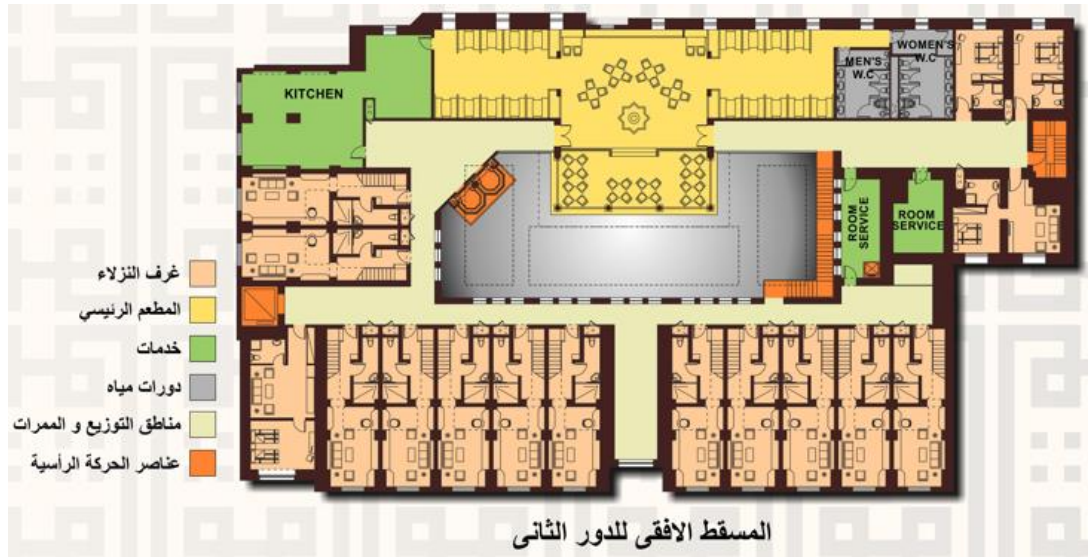 KITCHEN
MEN'S
W.C
WOMEN'S
W.C
ROOM SERVICE
ROOM
SERVICE
غرف النزلاء
المطعم الرئيسي
خدمات
دورات مياه
مناطق التوزيع و الممرات
عناصر الحركة الرأسية
المسقط الافقى للدور الثانى